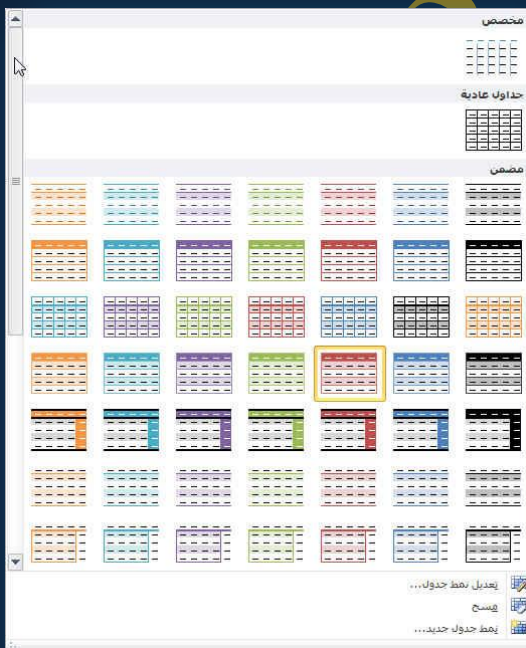 مخصص
جداول عادية
مضمن
تعديل نمط جدول...
مسح
نمط جدول جديد...